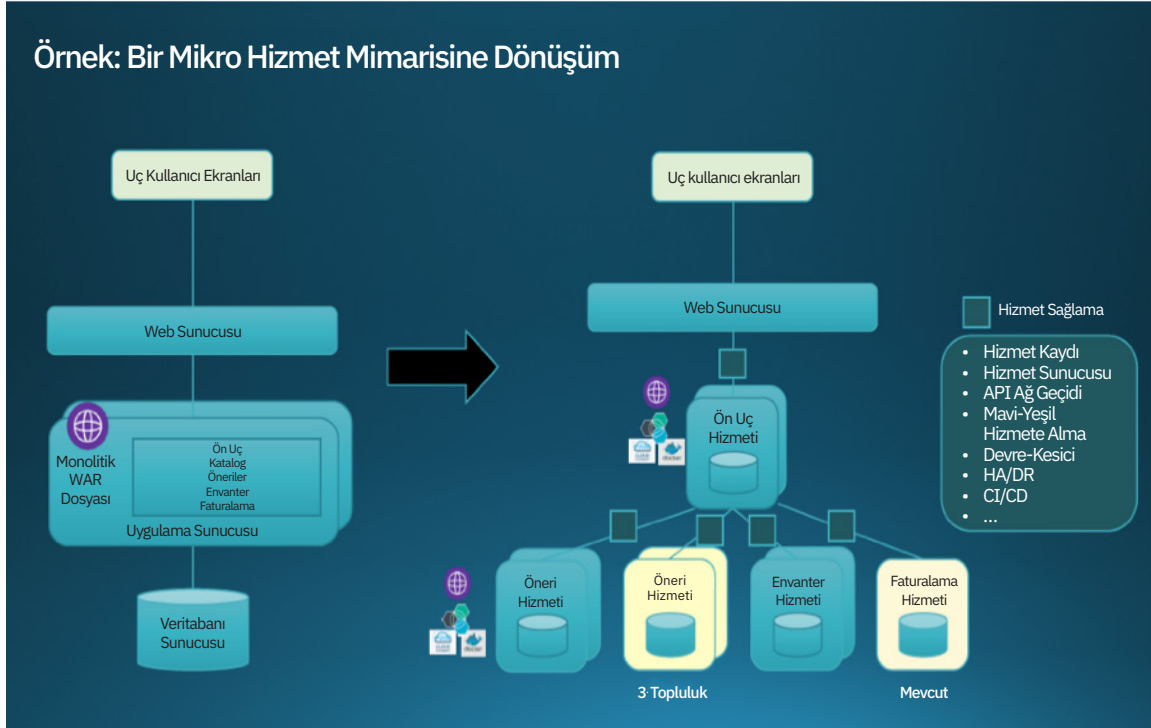 Örnek: Bir Mikro Hizmet Mimarisine Dönüşüm
Uç Kullanıcı Ekranları
Web Sunucusu
Monolitik
WAR
Dosyası
Ön Uç
Katalog
Öneriler
Envanter
Faturalama
Uygulama Sunucusu
Veritabanı
Sunucusu
Uç kullanıcı ekranları
Web Sunucusu
Ön Uç
Hizmeti
docker
Öneri
Hizmeti
Öneri
Hizmeti
Envanter
Hizmeti
Faturalama
Hizmeti
docker
3 Topluluk
Mevcut
Hizmet Sağlama
• Hizmet Kaydı
• Hizmet Sunucusu
• API Ağ Geçidi
• Mavi-Yeşil
Hizmete Alma
• Devre-Kesici
• HA/DR
• CI/CD
• ...